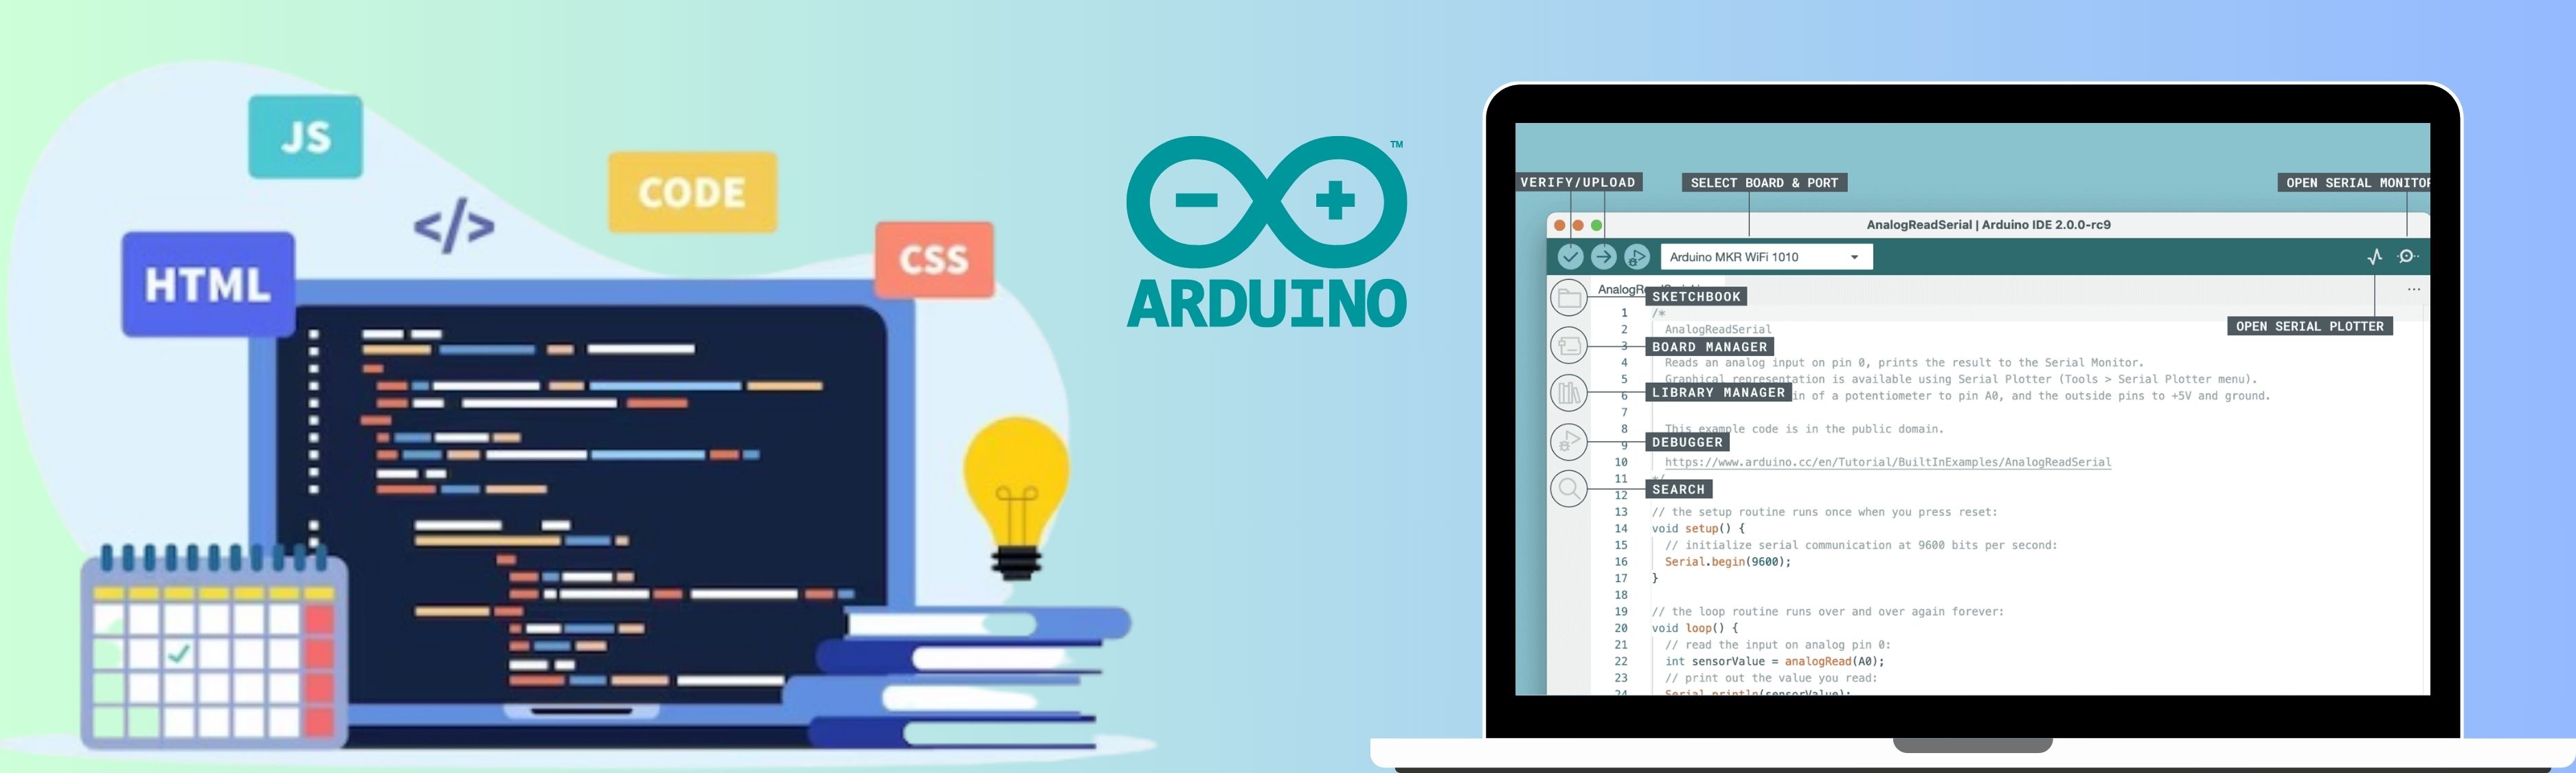 JS
CODE
HTML
</>
CSS
TM
ARDUINO
VERIFY/UPLOAD
SELECT BOARD & PORT
OPEN SERIAL MONITOR
AnalogReadSerial | Arduino IDE 2.0.0-rc9
Arduino MKR WiFi 1010
SKETCHBOOK
BOARD MANAGER
LIBRARY MANAGER
DEBUGGER
SEARCH
OPEN SERIAL PLOTTER
1 /*
2 AnalogReadSerial
3
4 Reads an analog input on pin 0, prints the result to the Serial Monitor.
5 Graphical representation is available using Serial Plotter (Tools > Serial Plotter menu).
6 in of a potentiometer to pin A0, and the outside pins to +5V and ground.
7
8 This example code is in the public domain.
9
10 https://www.arduino.cc/en/Tutorial/BuiltInExamples/AnalogReadSerial
11 */
12
13 // the setup routine runs once when you press reset:
14 void setup() {
15 // initialize serial communication at 9600 bits per second:
16 Serial.begin(9600);
17 }
18
19 // the loop routine runs over and over again forever:
20 void loop() {
21 // read the input on analog pin 0:
22 int sensorValue = analogRead(A0);
23 // print out the value you read:
24 Serial.println(sensorValue);